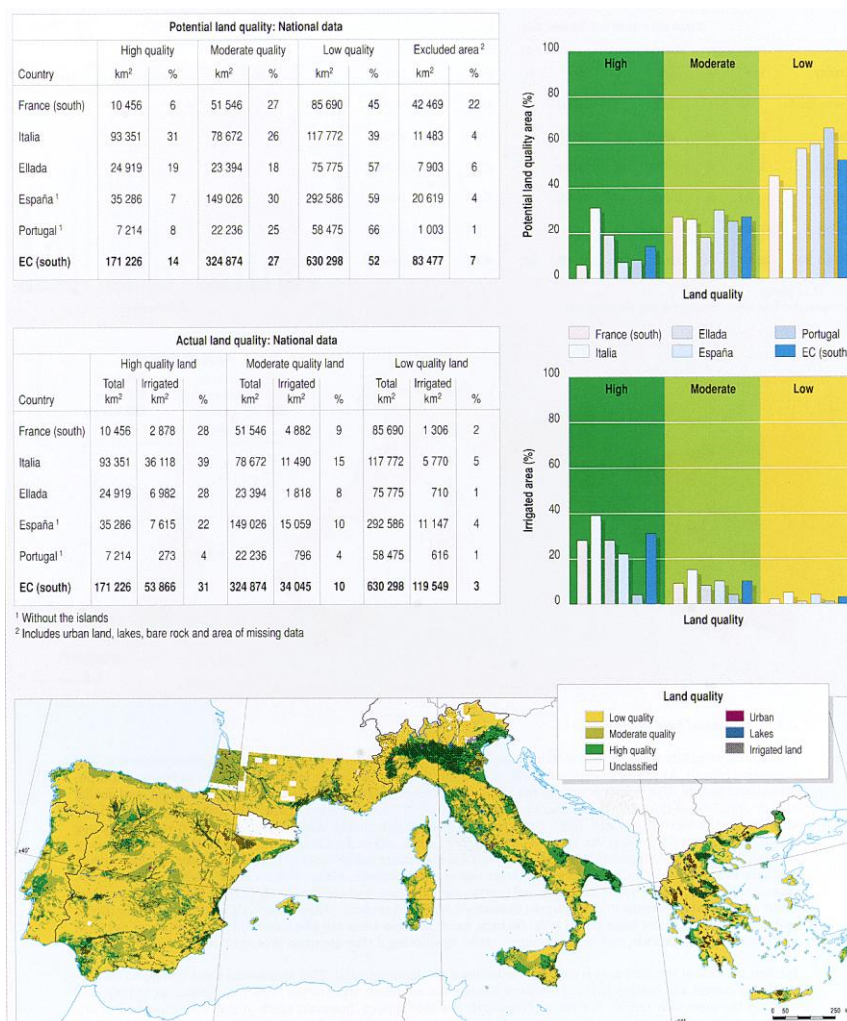 Potential land quality: National data
High quality Moderate quality Low quality Excluded area 2
Country km2 % km2 % km2 % km2 %
France (south) 10 456 6 51 546 27 85 690 45 42 469 22
Italia 93 351 31 78 672 26 117 772 39 11 483 4
Ellada 24 919 19 23 394 18 75 775 57 7 903 6
España 1 35 286 7 149 026 30 292 586 59 20 619 4
Portugal 1 7 214 8 22 236 25 58 475 66 1 003 1
EC (south) 171 226 14 324 874 27 630 298 52 83 477 7
100
80
60
40
20
0
Potential land quality area (%)
High Moderate Low
Land quality
France (south) Ellada Portugal
Italia España EC (south
Actual land quality: National data
High quality land Moderate quality land Low quality land
Total Irrigated Total Irrigated Total Irrigated
Country km2 km2 % km2 km2 % km2 km2 %
France (south) 10 456 2 878 28 51 546 4 882 9 85 690 1 306 2
Italia 93 351 36 118 39 78 672 11 490 15 117 772 5 770 5
Ellada 24 919 6 982 28 23 394 1 818 8 75 775 710 1
España 1 35 286 7 615 22 149 026 15 059 10 292 586 11 147 4
Portugal 1 7 214 273 4 22 236 796 4 58 475 616 1
EC (south) 171 226 53 866 31 324 874 34 045 10 630 298 119 549 3
1 Without the islands
2 Includes urban land, lakes, bare rock and area of missing data
100
80
60
40
20
0
Irrigated area (%)
High Moderate Low
Land quality
Land quality
Low quality Urban
Moderate quality Lakes
High quality Irrigated land
Unclassified
0 50 250